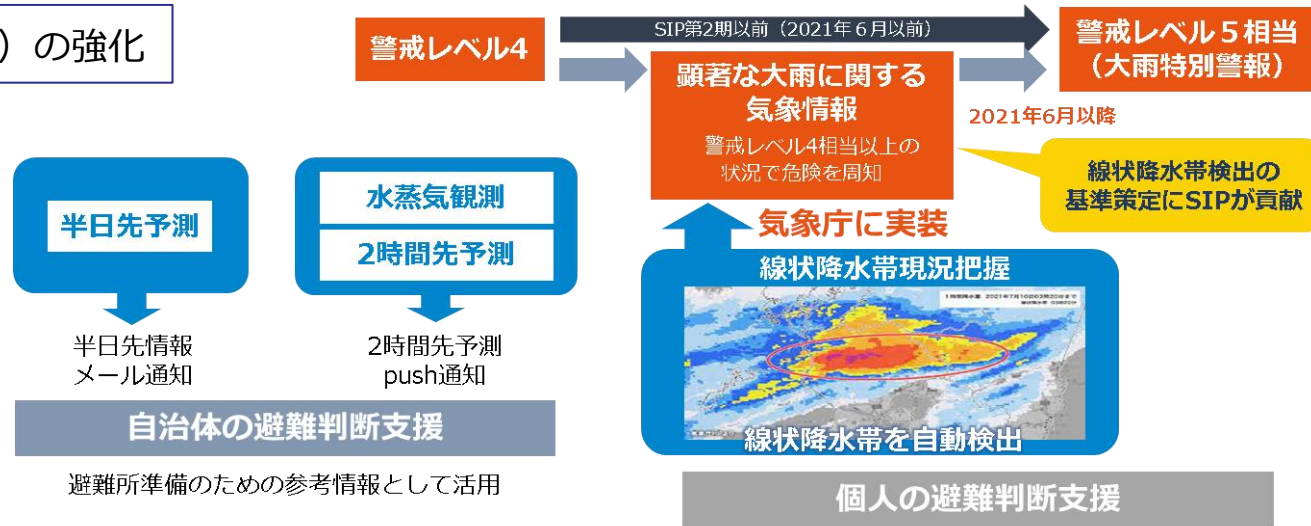 ）の強化
警戒レベル4
SIP第2期以前（2021年６月以前）
警戒レベル５相当
（大雨特別警報）
顕著な大雨に関する
気象情報
警戒レベル4相当以上の
状況で危険を周知
2021年6月以降
線状降水帯検出の
基準策定にSIPが貢献
半日先予測
水蒸気観測
2時間先予測
気象庁に実装
線状降水帯現況把握
半日先情報
メール通知
2時間先予測
push通知
線状降水帯を自動検出
自治体の避難判断支援
避難所準備のための参考情報として活用
個人の避難判断支援